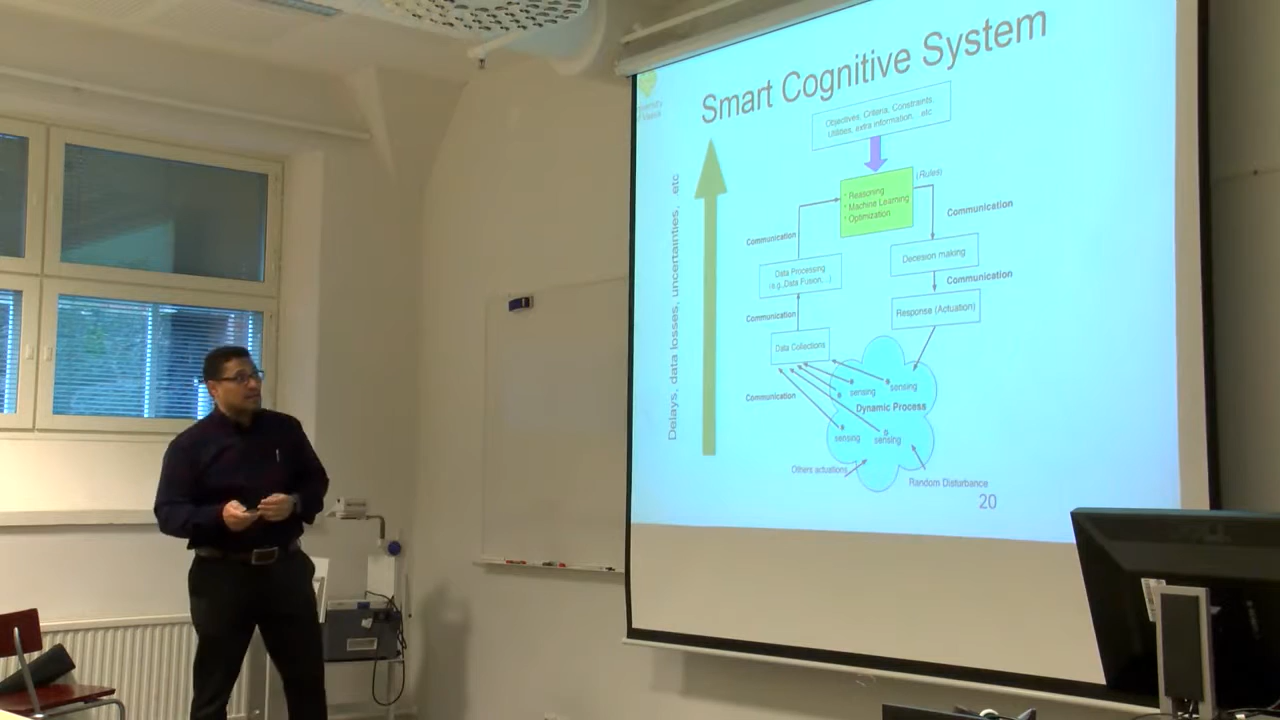 Smart Cognitive System
Objectives, Criteria, Constraints,
Utilities, extra information,.. etc
(Rules)
* Reasoning
* Machine Learning
* Optimization
Communication
Communication
Decesion making
Data Processing
(e.g.,Data Fusion,..)
Communication
Communication
Response (Actuation)
Data Collections
sensing
sensing
Communication
Dynamic Process
sensing
sensing
Others actuations
Random Disturbance
20
Delays, data losses, uncertainties, ..etc